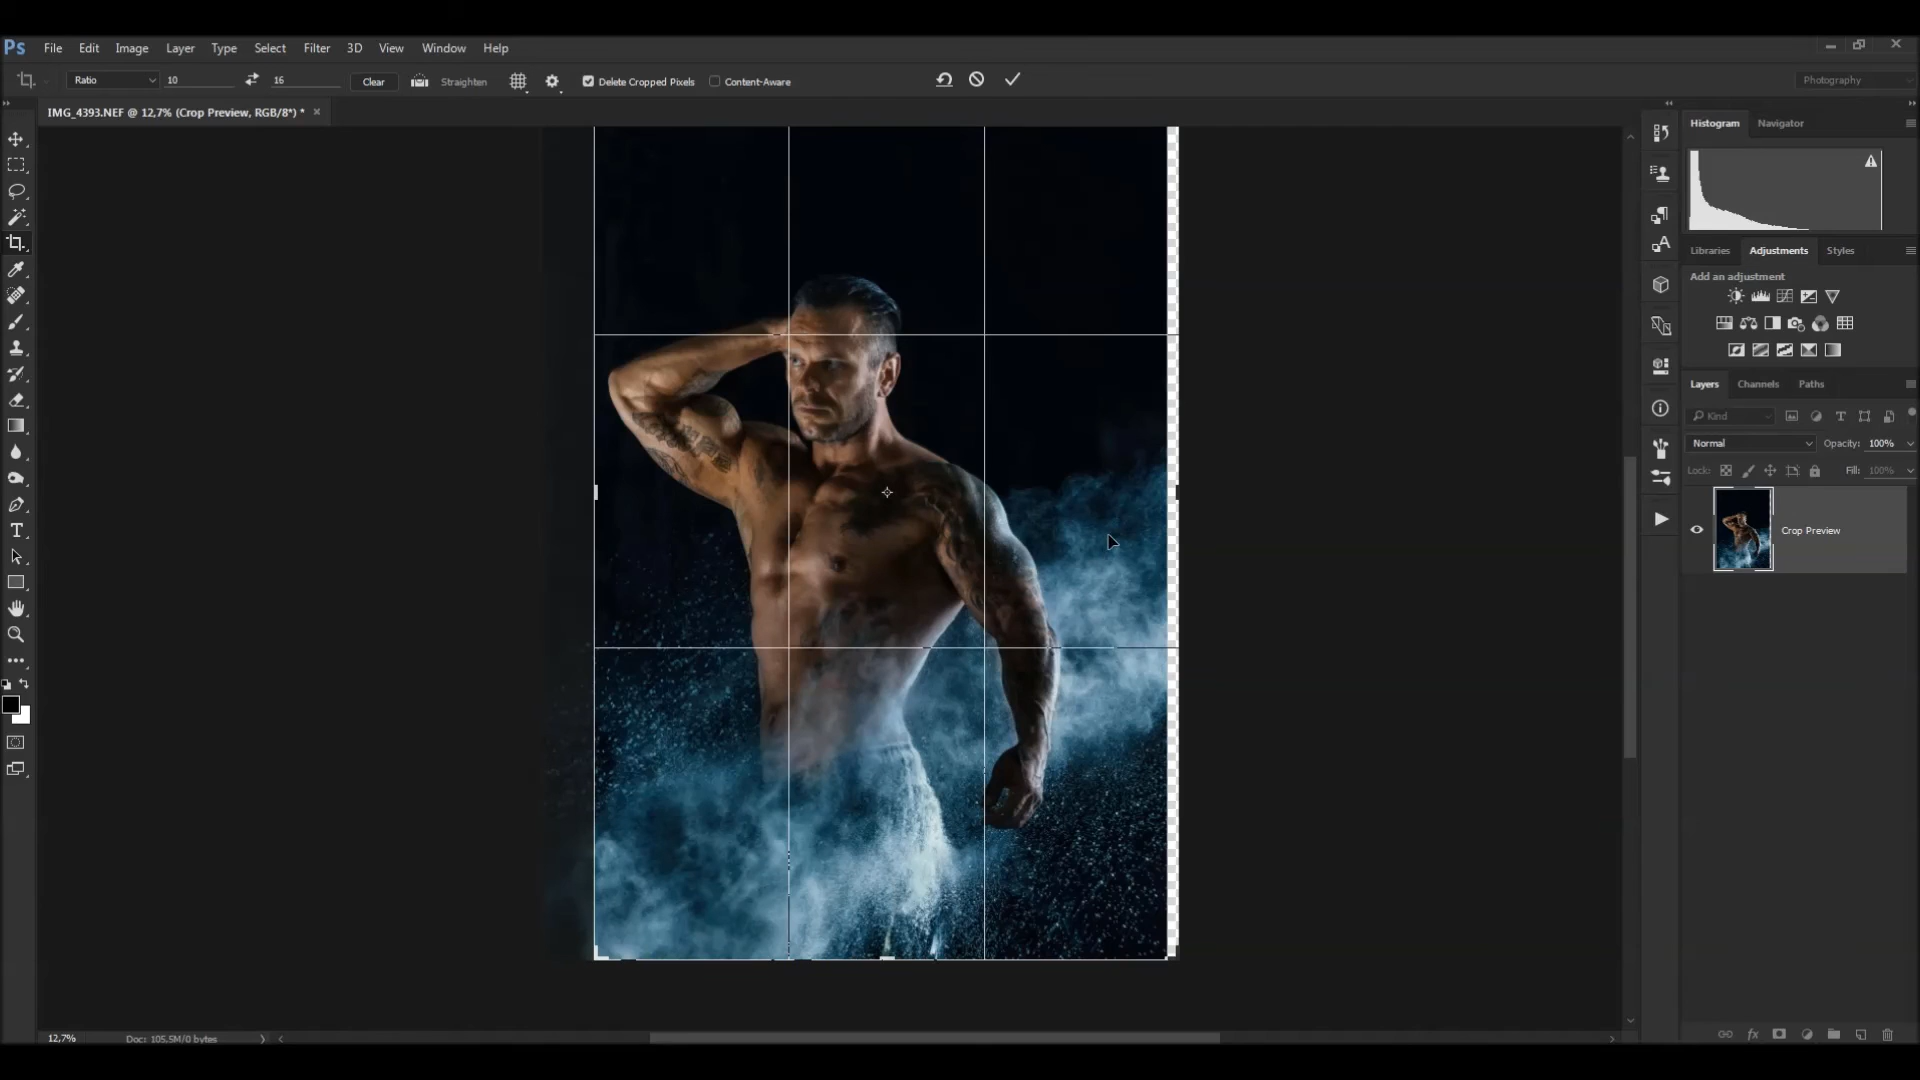 Ps File Edit Image Layer Type Select Filter 3D View Window Help
Ratio 10 16 Clear Straighten Delete Cropped Pixels Content-Aware Photography
IMG_4393.NEF @ 12,7% (Crop Preview, RGB/8*) * ×
Histogram Navigator
Libraries Adjustments Styles
Add an adjustment
Layers Channels Paths
Kind
Normal Opacity: 100%
Lock: Fill: 100%
Crop Preview
12,7% Doc: 105,5M/0 bytes